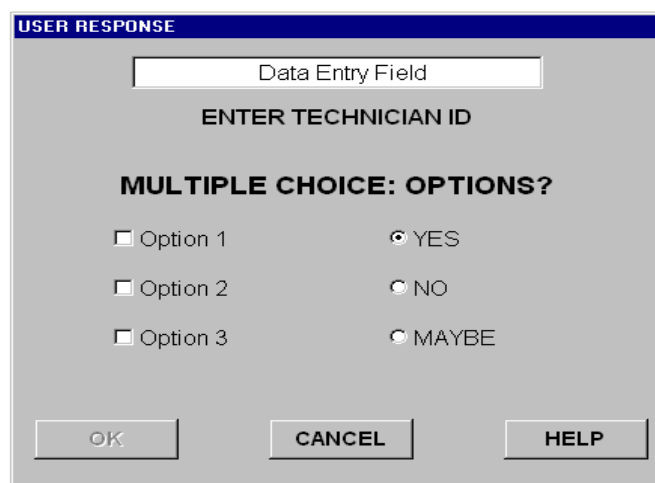 USER RESPONSE
Data Entry Field
ENTER TECHNICIAN ID
MULTIPLE CHOICE: OPTIONS?
Option 1 YES
Option 2 NO
Option 3 MAYBE
OK CANCEL HELP